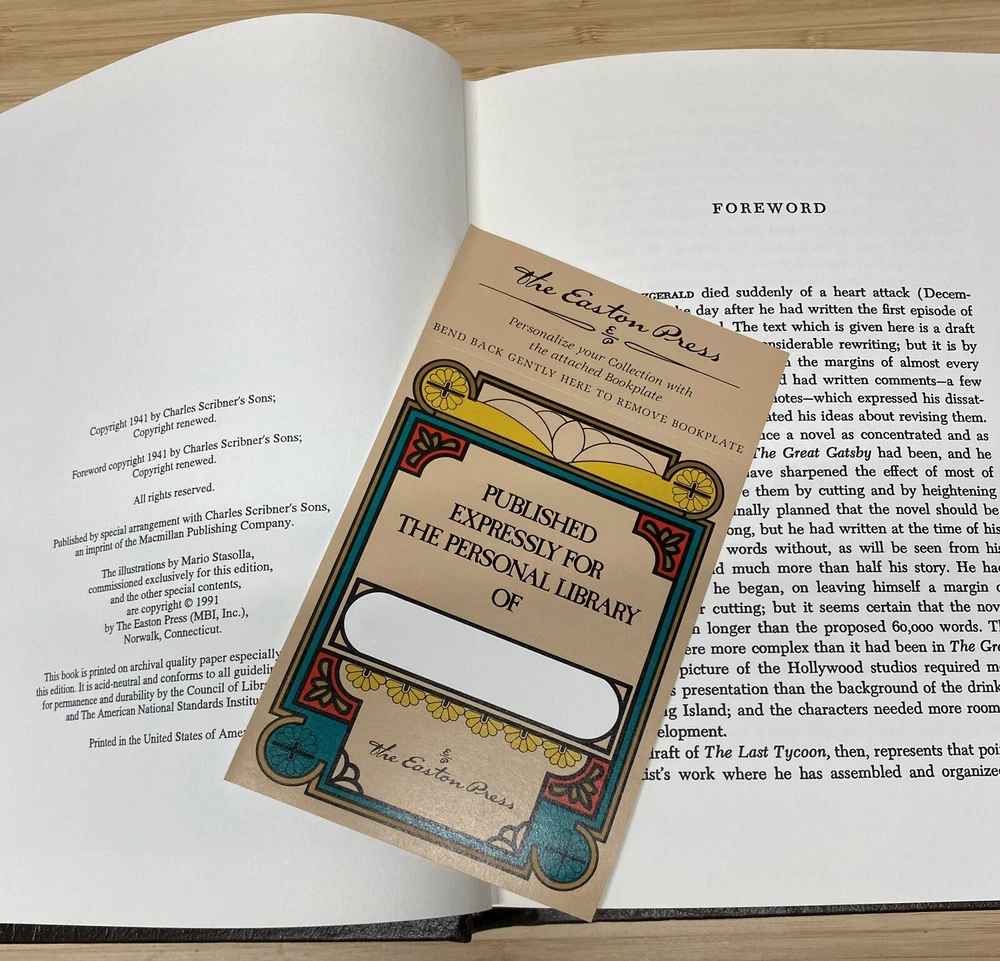 Copyright 1941 by Charles Scribner's Sons;
Copyright renewed.
Foreword copyright 1941 by Charles Scribner's Sons;
Copyright renewed.
All rights reserved.
Published by special arrangement with Charles Scribner's Sons,
an imprint of the Macmillan Publishing Company.
The illustrations by Mario Stasolla,
commissioned exclusively for this edition,
and the other special contents,
are copyright © 1991
by The Easton Press (MBI, Inc.),
Norwalk, Connecticut.
This book is printed on archival quality paper especially
this edition. It is acid-neutral and conforms to all
for permanence and durability by the Council of
and The American National Standards
Printed in the United States of
The Easton Press
Personalize your Collection with
the attached Bookplate
BEND BACK GENTLY HERE TO REMOVE BOOKPLATE
PUBLISHED
EXPRESSLY FOR
THE PERSONAL LIBRARY
OF
The Easton Press
FOREWORD
died suddenly of a heart attack (Decem-
day after he had written the first episode of
The text which is given here is a draft
rewriting; but it is by
the margins of almost every
had written comments—a few
which expressed his dissat-
his ideas about revising them.
a novel as concentrated and as
The Great Gatsby had been, and he
sharpened the effect of most of
them by cutting and by heightening
planned that the novel should be
but he had written at the time of his
words without, as will be seen from his
much more than half his story. He had
he began, on leaving himself a margin
cutting; but it seems certain that the
longer than the proposed 60,000 words.
more complex than it had been in The
picture of the Hollywood studios required
presentation than the background of the
Island; and the characters needed more room
draft of The Last Tycoon, then, represents that
work where he has assembled and